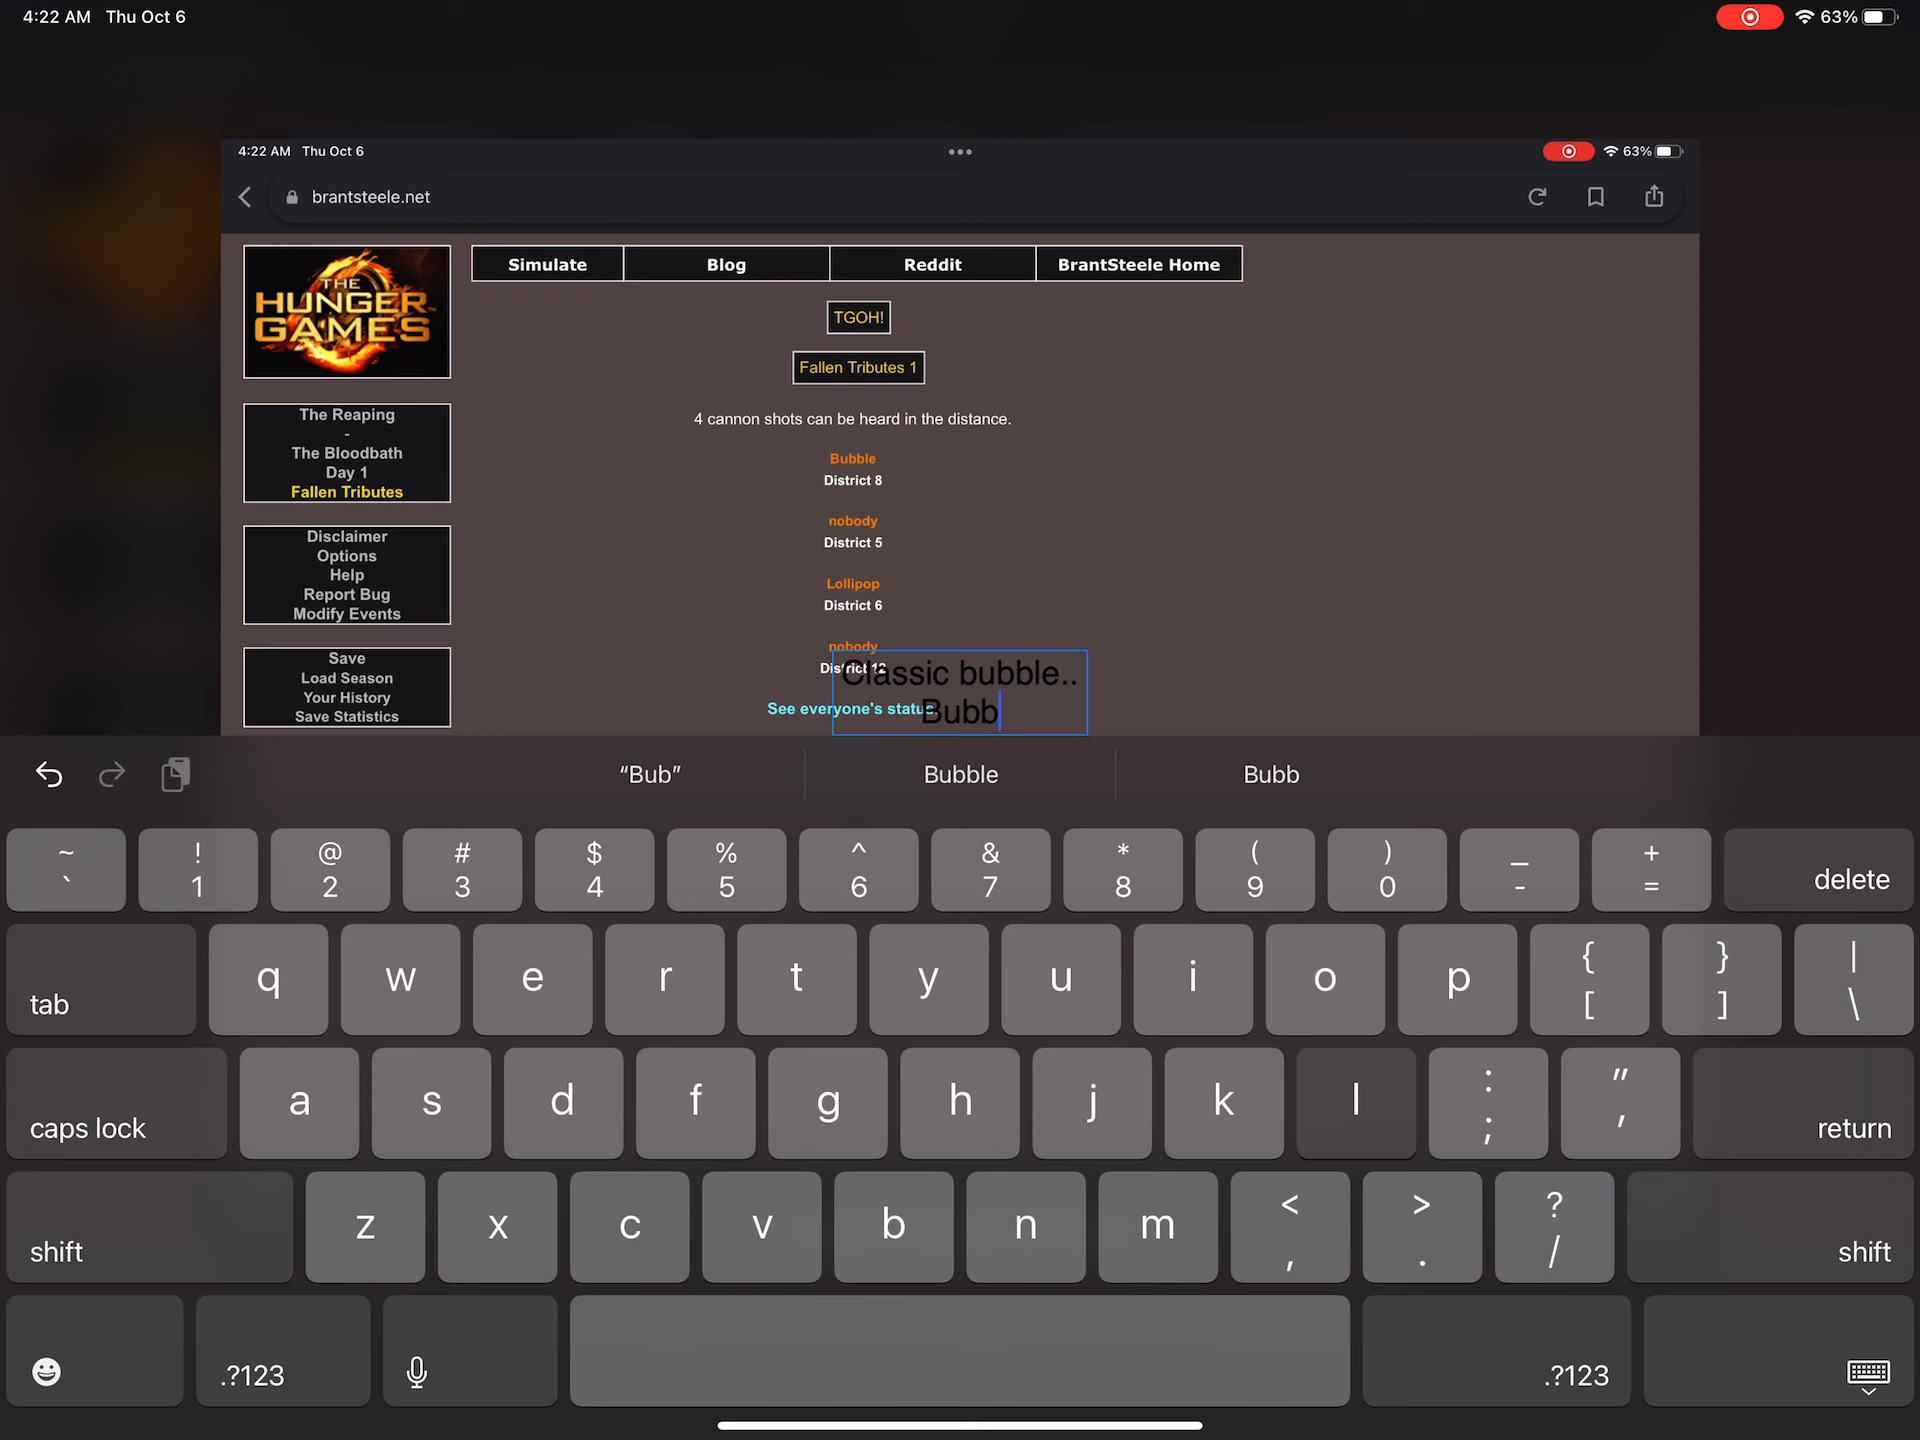 4:22 AM Thu Oct 6
63%
4:22 AM Thu Oct 6
63%
brantsteele.net
THE
HUNGER
GAMES
Simulate
Blog
Reddit
BrantSteele Home
TGOH!
Fallen Tributes 1
The Reaping
-
The Bloodbath
Day 1
Fallen Tributes
4 cannon shots can be heard in the distance.
Bubble
District 8
nobody
District 5
Lollipop
District 6
nobody
District 12
See everyone's status.
Disclaimer
Options
Help
Report Bug
Modify Events
Save
Load Season
Your History
Save Statistics
Classic bubble..
Bubb
“Bub”
Bubble
Bubb
~ ! @ # $ % ^ & * ( ) _ +
` 1 2 3 4 5 6 7 8 9 0 - = delete
tab q w e r t y u i o p { [ } ] | \
caps lock a s d f g h j k l : ; " ' return
shift z x c v b n m < , > . ? / shift
.?123 .?123